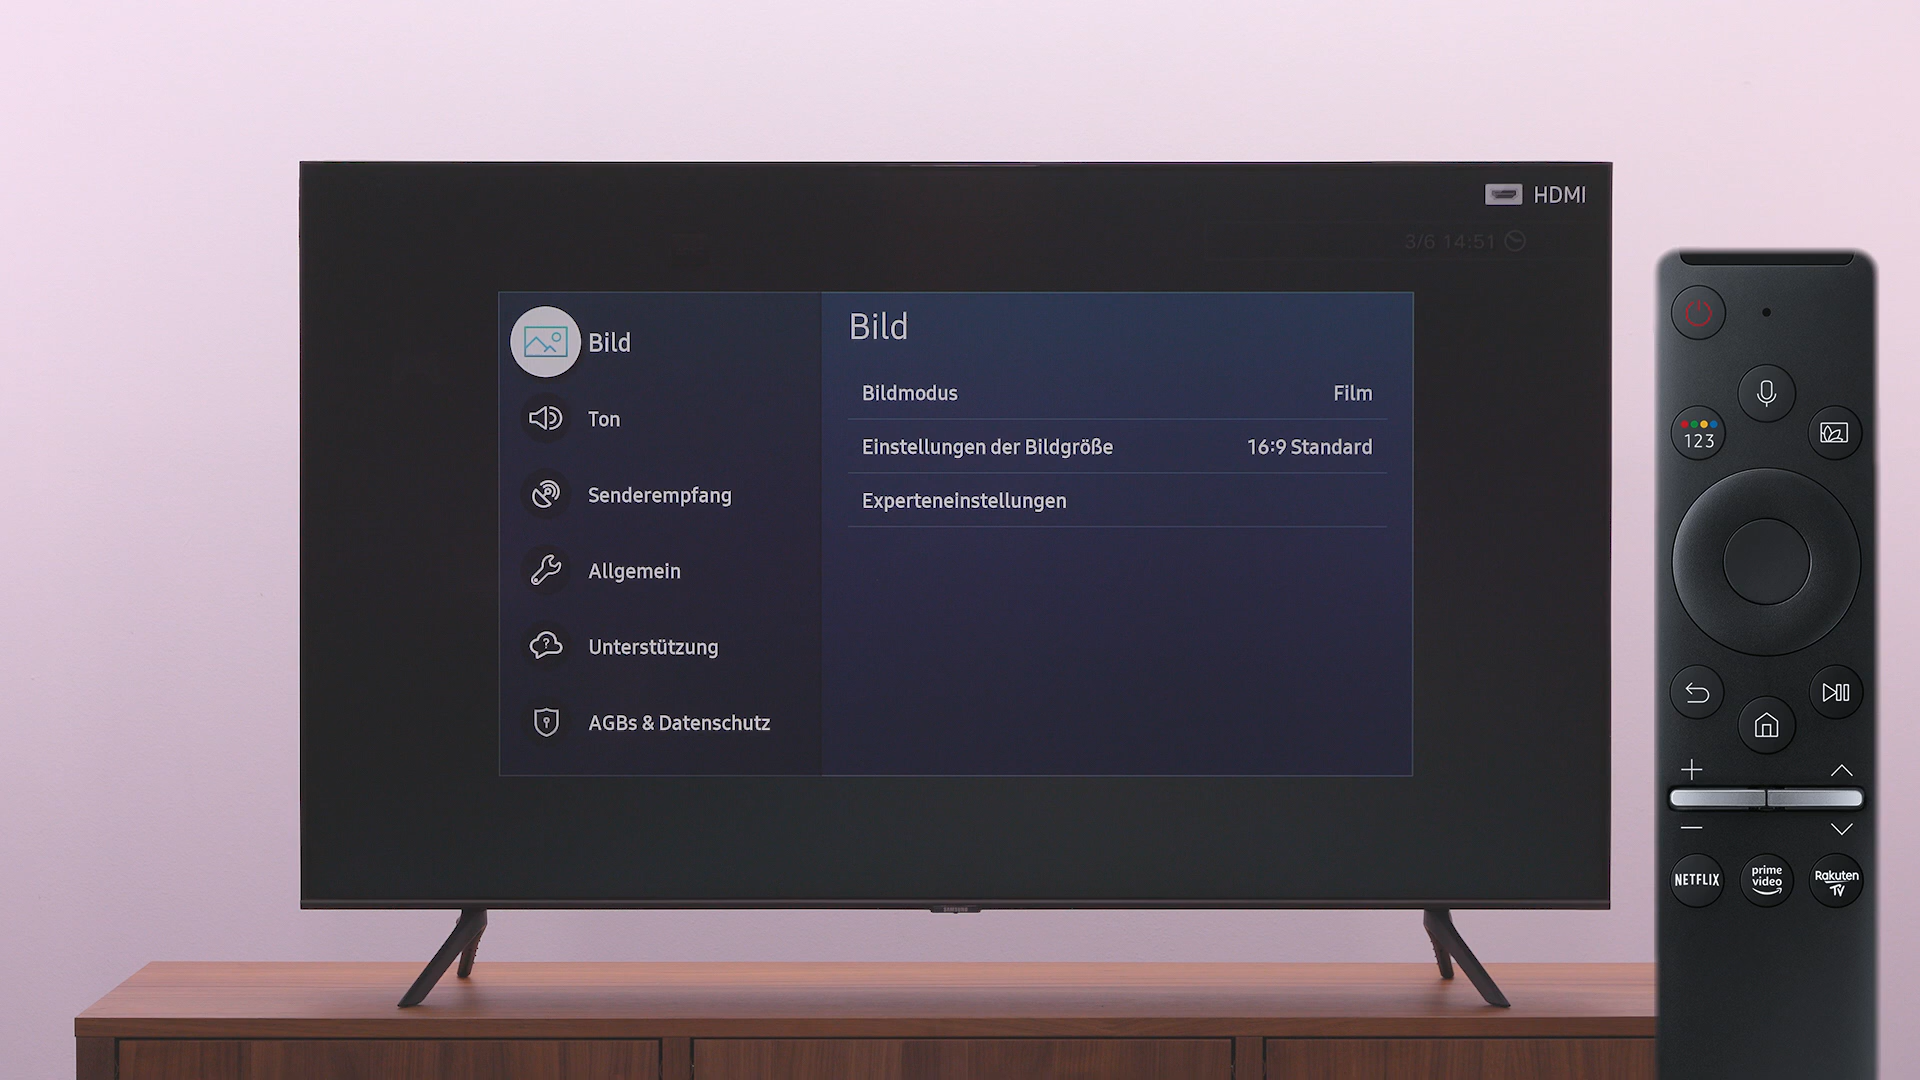 HDMI
3/6 14:51
Bild
Ton
Senderempfang
Allgemein
Unterstützung
AGBs & Datenschutz
Bild
Bildmodus Film
Einstellungen der Bildgröße 16:9 Standard
Experteneinstellungen
SAMSUNG
123
NETFLIX
prime video
Rakuten TV